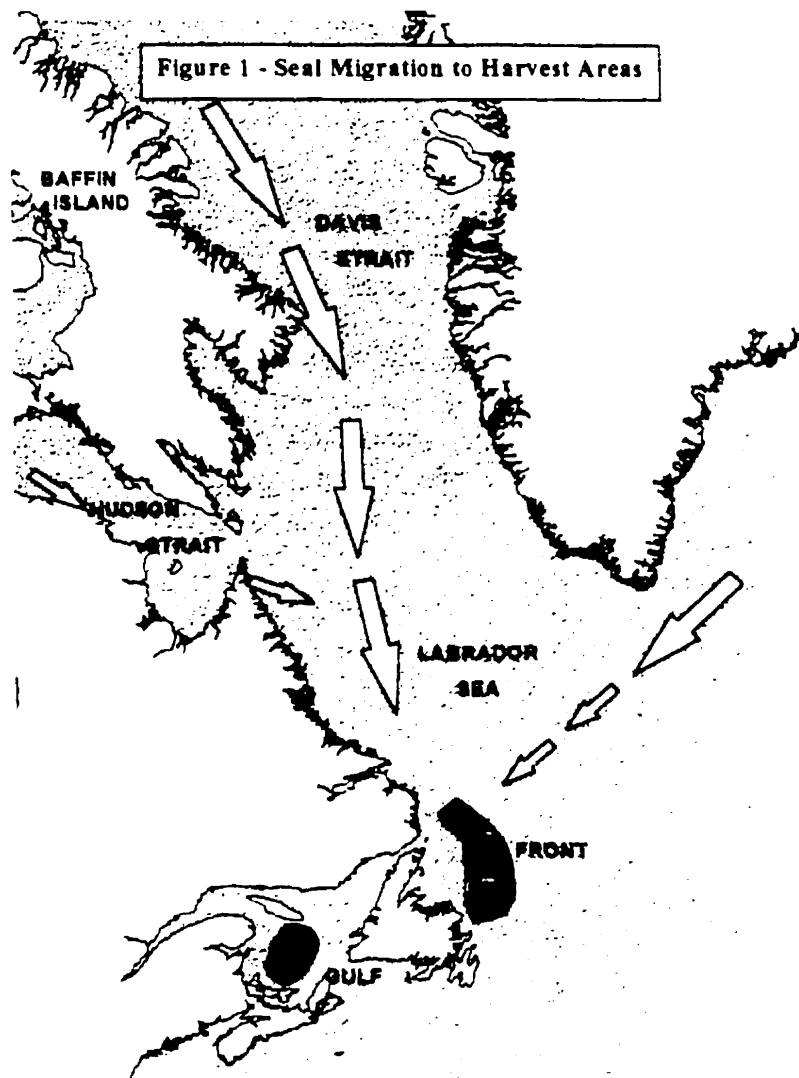 Figure 1 - Seal Migration to Harvest Areas
BAFFIN
ISLAND
DAVIS
STRAIT
HUDSON
STRAIT
LABRADOR
SEA
FRONT
GULF